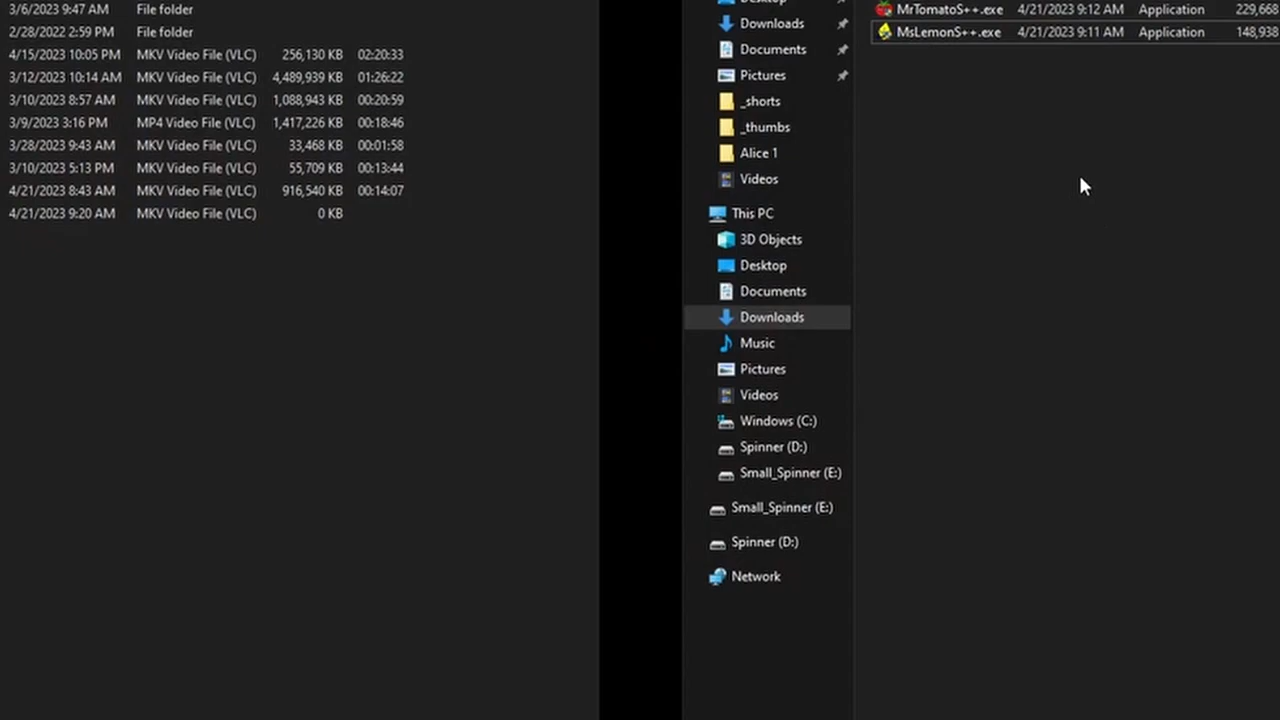 3/6/2023 9:47 AM File folder
2/28/2022 2:59 PM File folder
4/15/2023 10:05 PM MKV Video File (VLC) 256,130 KB 02:20:33
3/12/2023 10:14 AM MKV Video File (VLC) 4,489,939 KB 01:26:22
3/10/2023 8:57 AM MKV Video File (VLC) 1,088,943 KB 00:20:59
3/9/2023 3:16 PM MP4 Video File (VLC) 1,417,226 KB 00:18:46
3/28/2023 9:43 AM MKV Video File (VLC) 33,468 KB 00:01:58
3/10/2023 5:13 PM MKV Video File (VLC) 55,709 KB 00:13:44
4/21/2023 8:43 AM MKV Video File (VLC) 916,540 KB 00:14:07
4/21/2023 9:20 AM MKV Video File (VLC) 0 KB
Desktop
Downloads
Documents
Pictures
_shorts
_thumbs
Alice 1
Videos
This PC
3D Objects
Desktop
Documents
Downloads
Music
Pictures
Videos
Windows (C:)
Spinner (D:)
Small_Spinner (E:)
Small_Spinner (E:)
Spinner (D:)
Network
MrTomatoS++.exe 4/21/2023 9:12 AM Application 229,668
MsLemonS++.exe 4/21/2023 9:11 AM Application 148,938